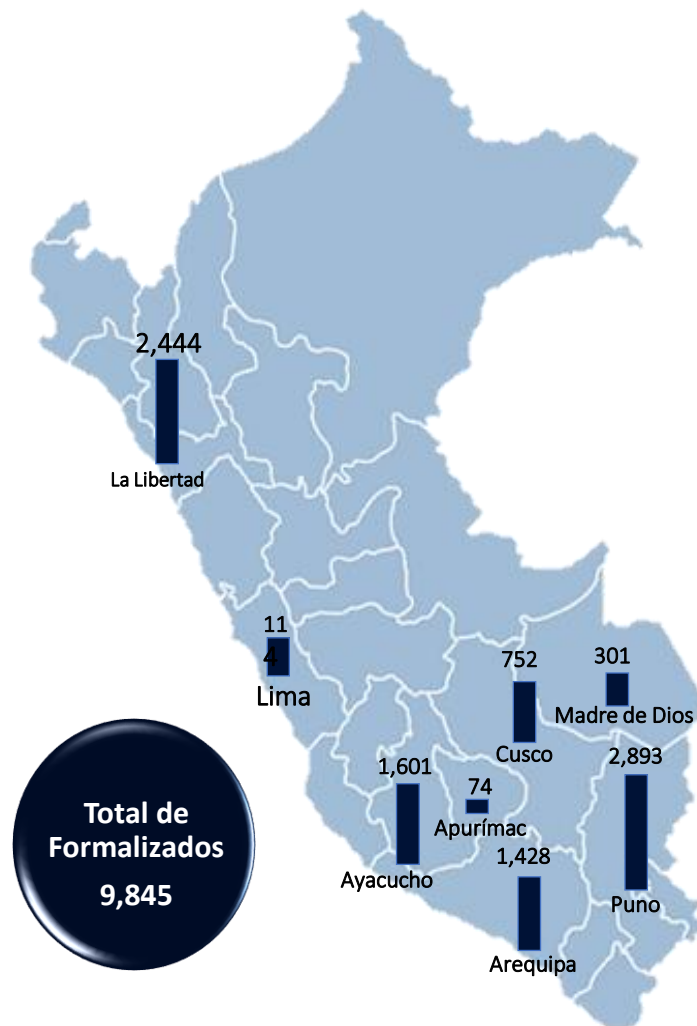 2,444
La Libertad
11
4
Lima
752
Cusco
301
Madre de Dios
1,601
Ayacucho
74
Apurímac
2,893
Puno
1,428
Arequipa
Total de
Formalizados
9,845